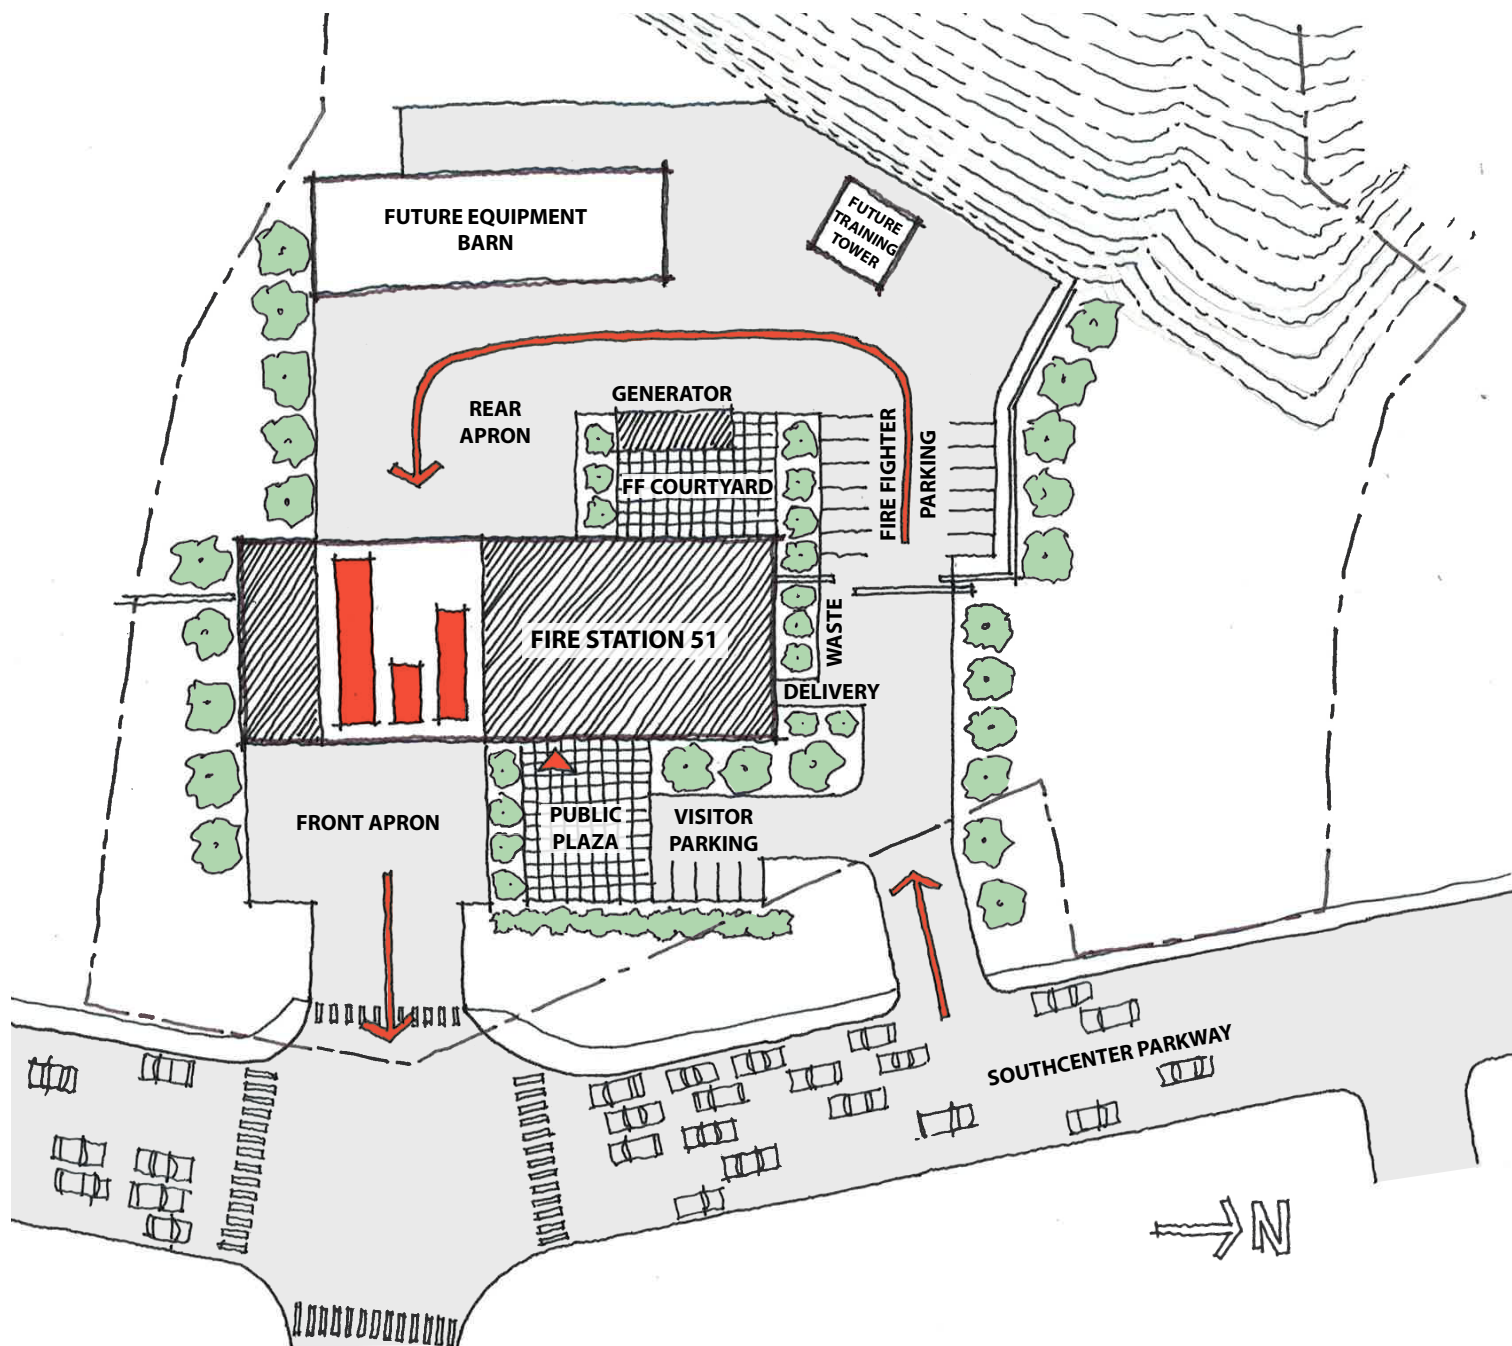 FUTURE EQUIPMENT
BARN
FUTURE
TRAINING
TOWER
GENERATOR
REAR
APRON
FIRE FIGHTER
PARKING
FF COURTYARD
FIRE STATION 51
WASTE
DELIVERY
FRONT APRON
PUBLIC
PLAZA
VISITOR
PARKING
SOUTHCENTER PARKWAY
N